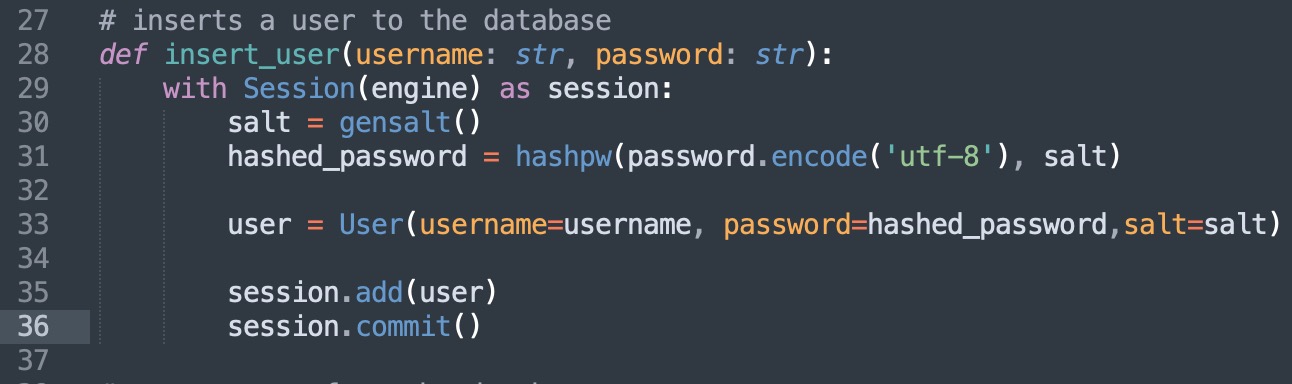 27 # inserts a user to the database
28 def insert_user(username: str, password: str):
29 with Session(engine) as session:
30 salt = gensalt()
31 hashed_password = hashpw(password.encode('utf-8'), salt)
32
33 user = User(username=username, password=hashed_password,salt=salt)
34
35 session.add(user)
36 session.commit()
37